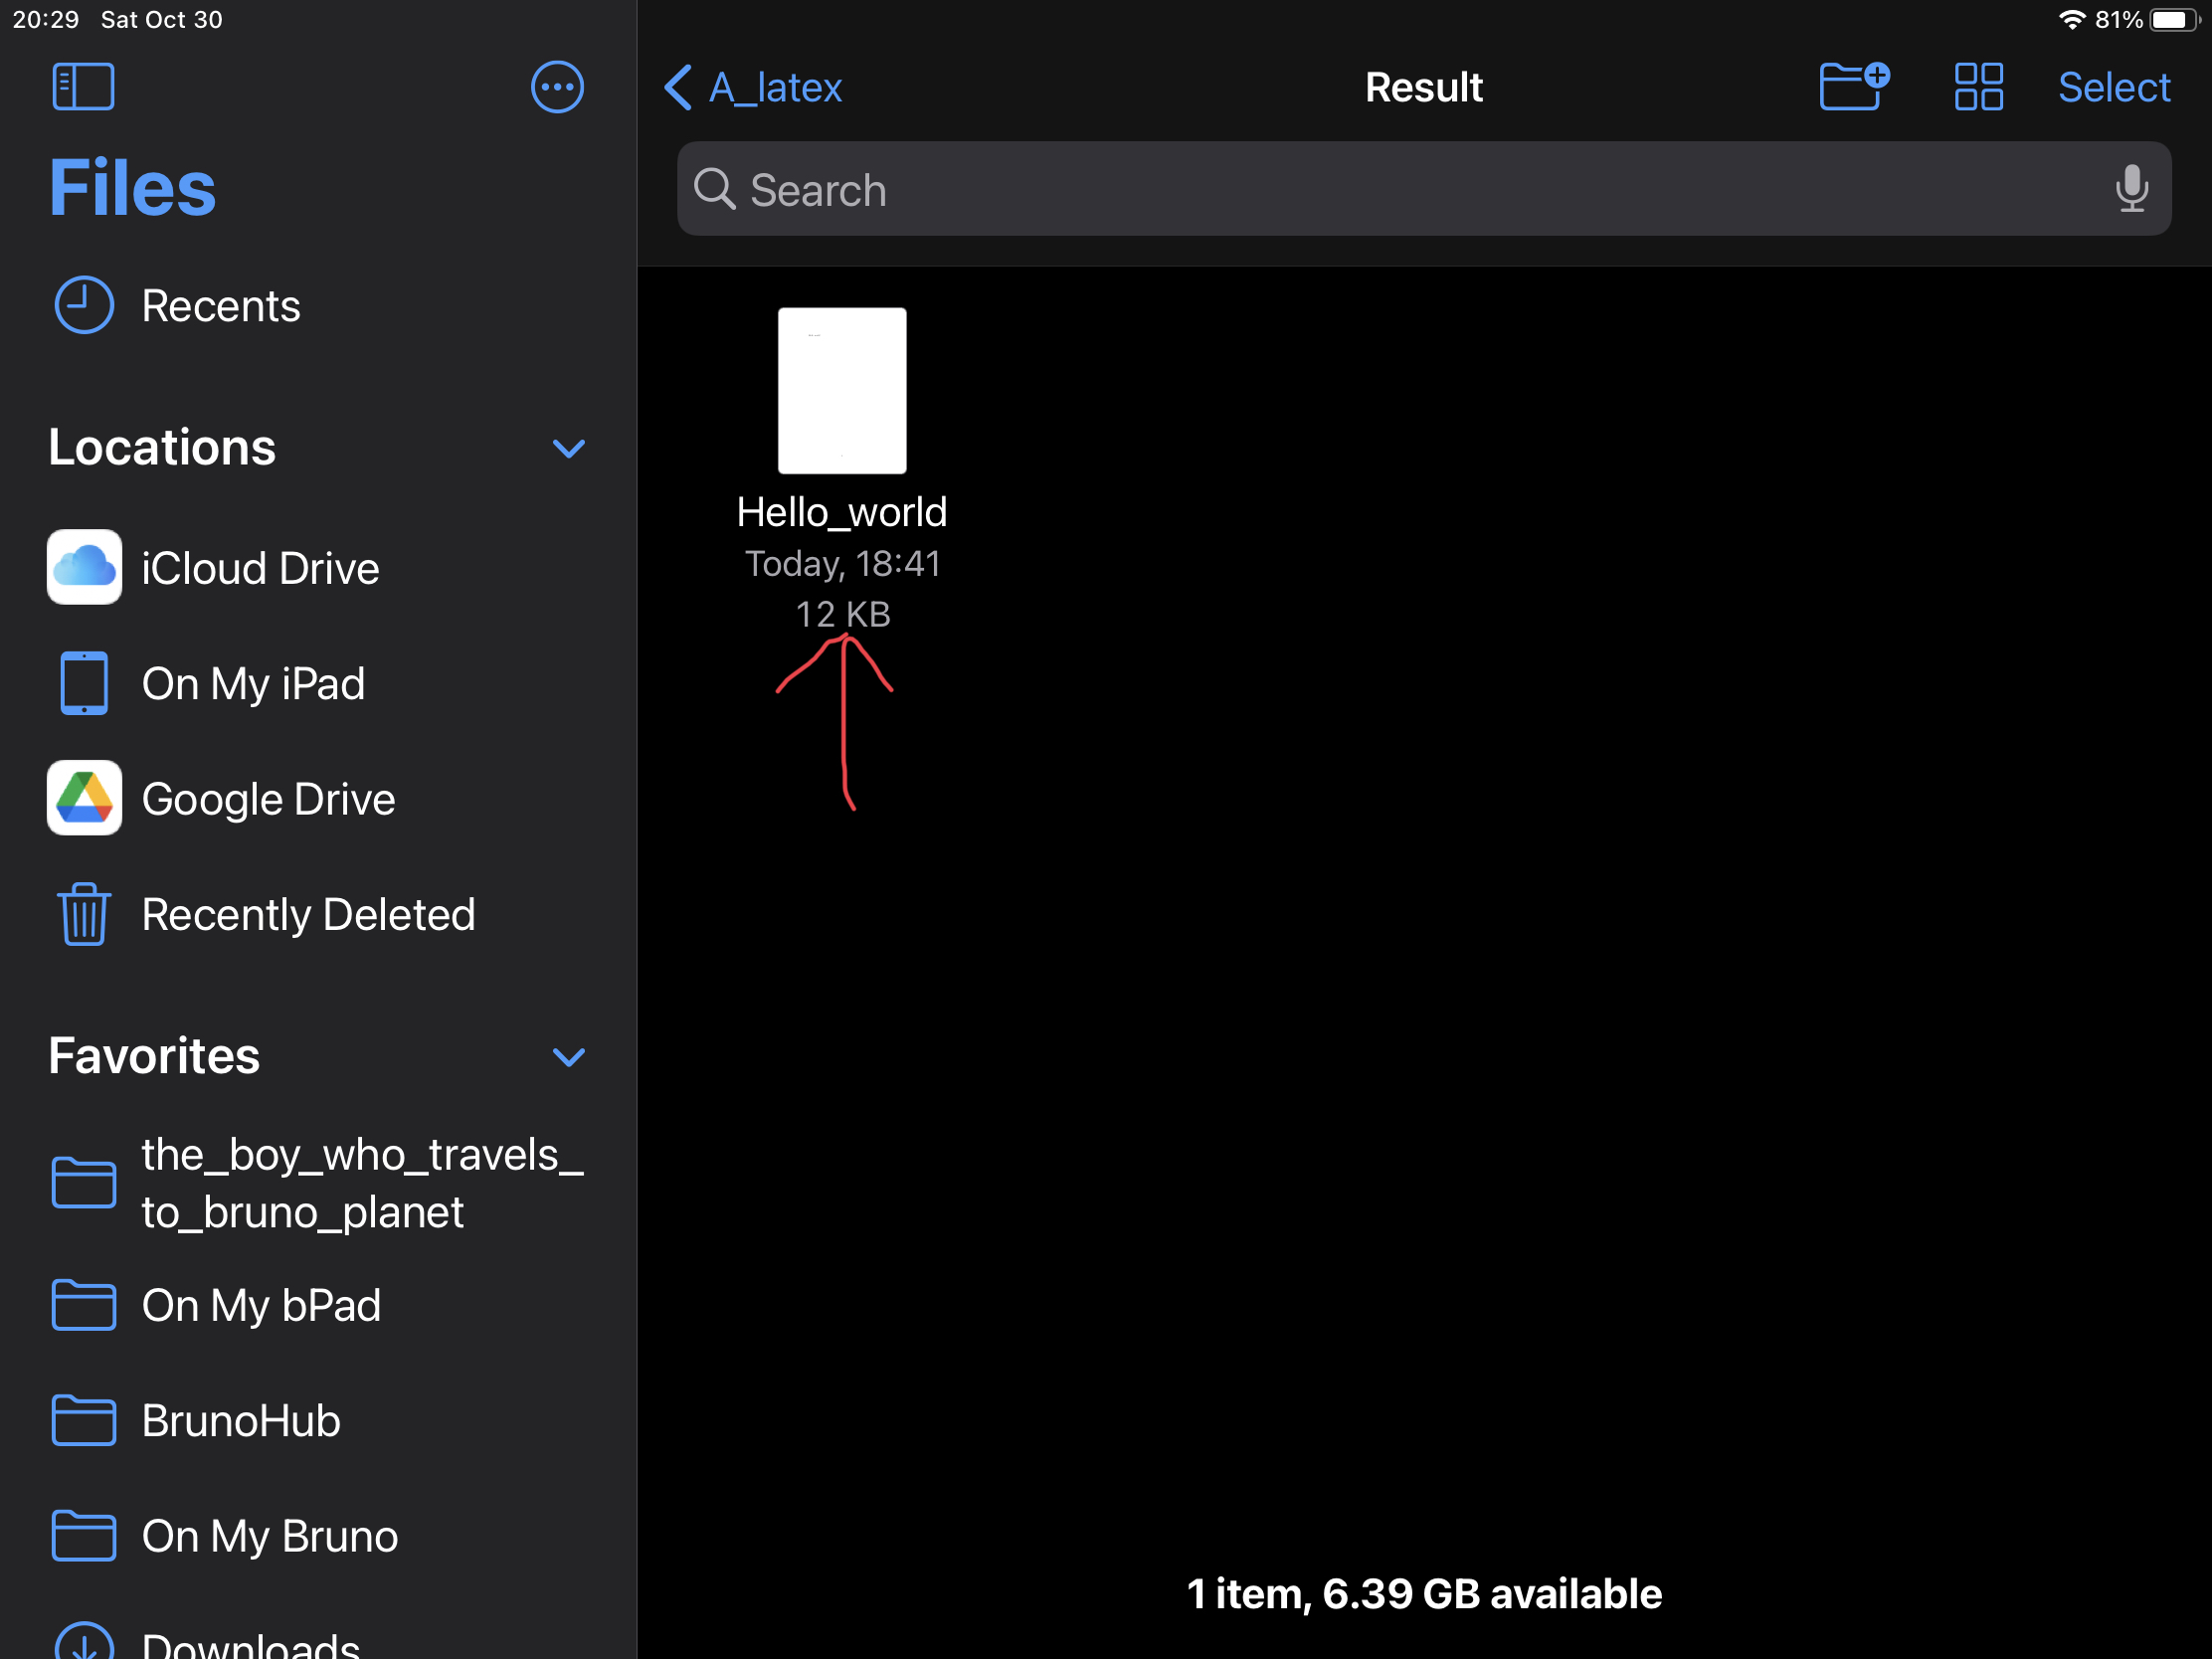 20:29 Sat Oct 30
81%
Files
Recents
Locations
iCloud Drive
On My iPad
Google Drive
Recently Deleted
Favorites
the_boy_who_travels_
to_bruno_planet
On My bPad
BrunoHub
On My Bruno
Downloads
A_latex
Result
Select
Search
Hello_world
Today, 18:41
12 KB
1 item, 6.39 GB available